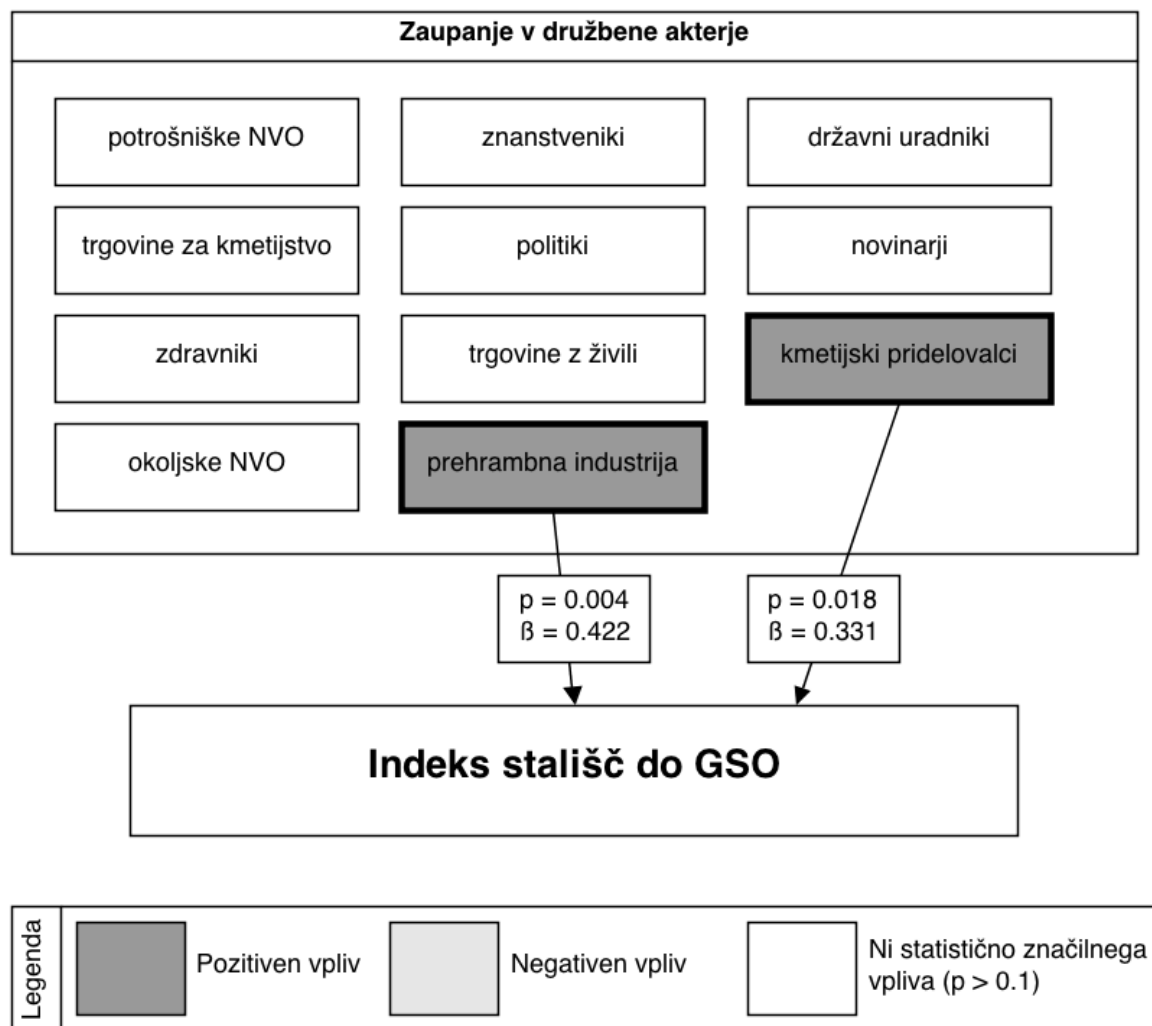 Zaupanje v družbene akterje
potrošniške NVO
znanstveniki
državni uradniki
trgovine za kmetijstvo
politiki
novinarji
zdravniki
trgovine z živili
kmetijski pridelovalci
okoljske NVO
prehrambna industrija
p = 0.004
ß = 0.422
p = 0.018
ß = 0.331
Indeks stališč do GSO
Legenda
Pozitiven vpliv
Negativen vpliv
Ni statistično značilnega
vpliva (p > 0.1)